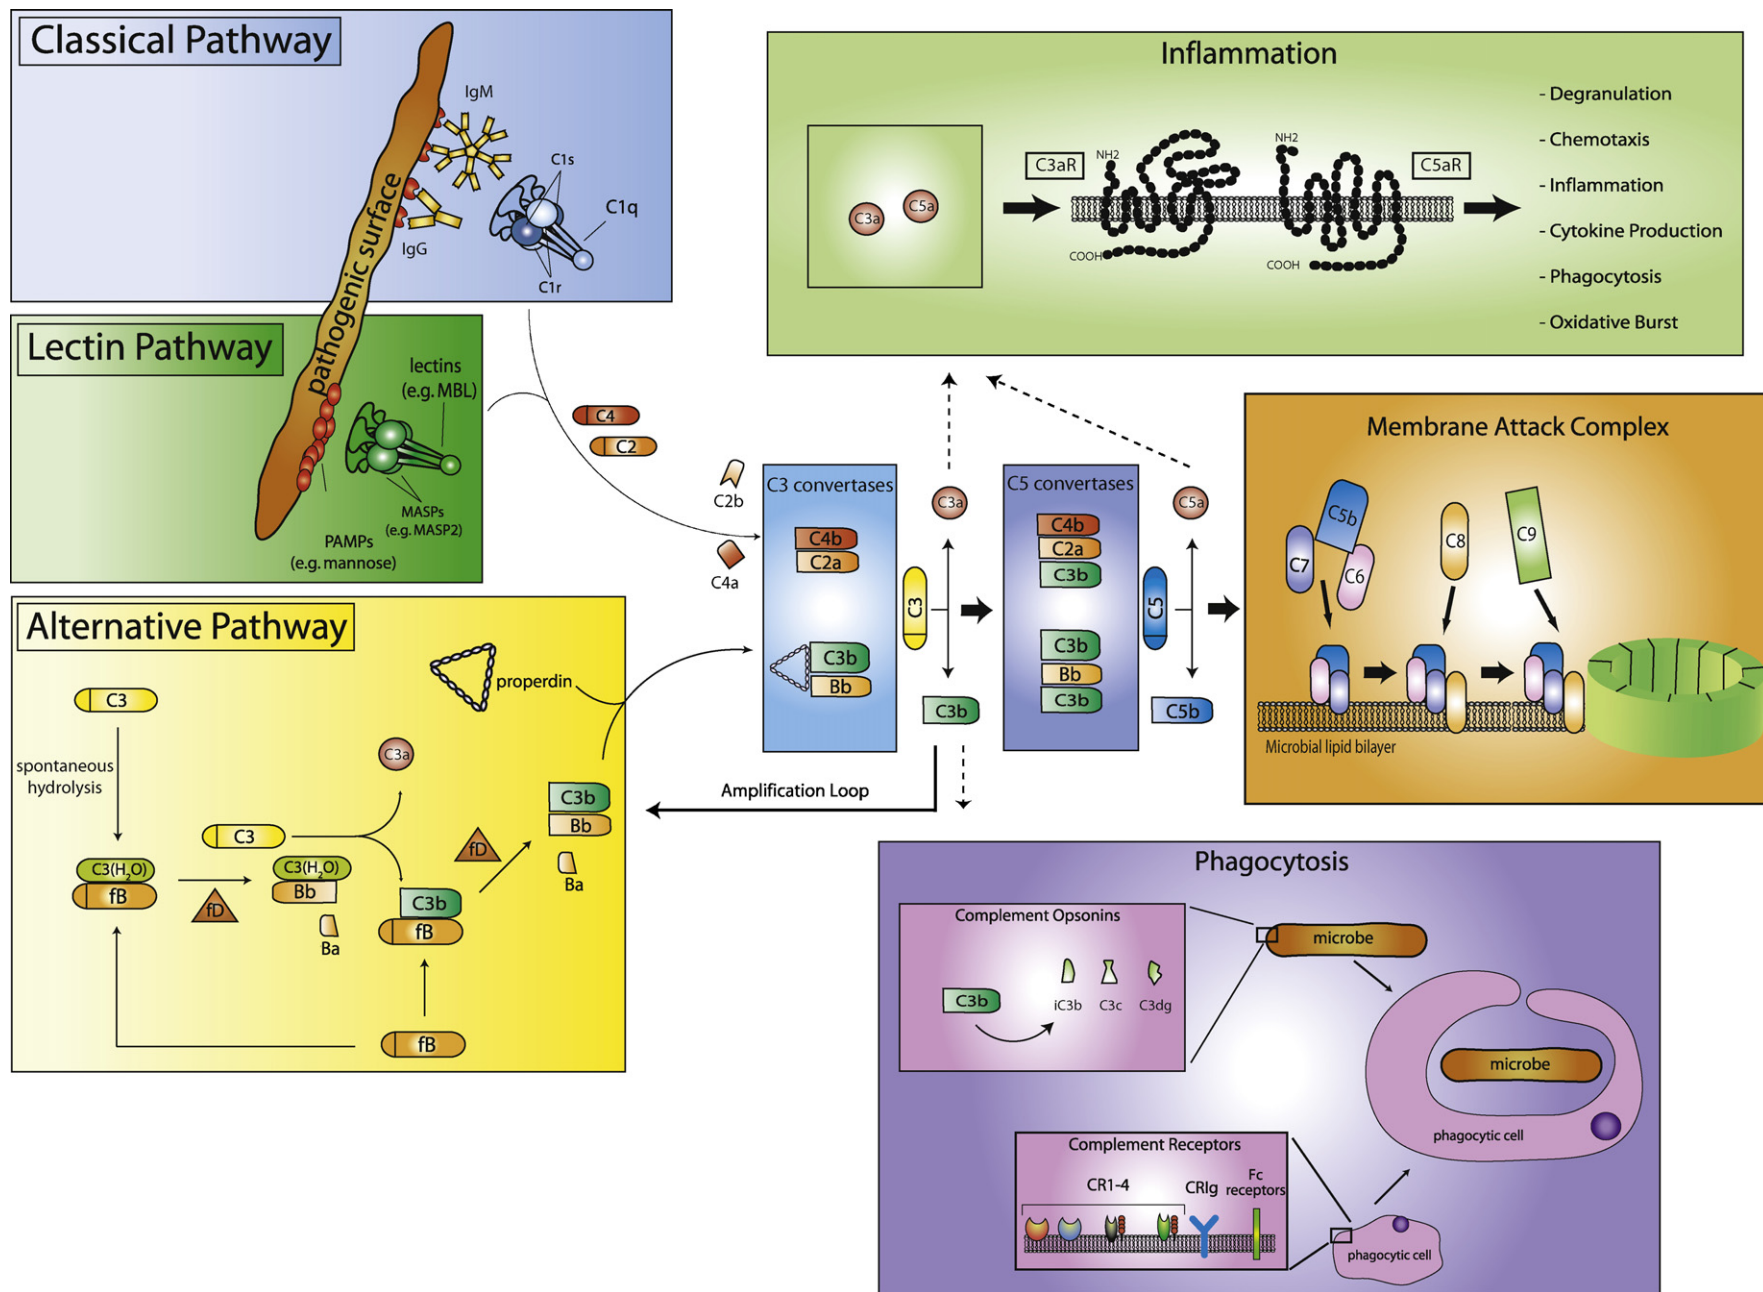 Classical Pathway
IgM
C1s
C1q
IgG
C1r
pathogenic surface
Lectin Pathway
lectins
(e.g. MBL)
MASPs
(e.g. MASP2)
PAMPs
(e.g. mannose)
C4
C2
C2b
C4a
Alternative Pathway
properdin
C3
spontaneous
hydrolysis
C3a
C3
C3b
Bb
fD
Ba
C3(H2O)
fB
fD
C3(H2O)
Bb
Ba
C3b
fB
fB
C3 convertases
C4b
C2a
C3b
Bb
C3
C3a
C3b
Amplification Loop
C5 convertases
C4b
C2a
C3b
C3b
Bb
C3b
C5
C5a
C5b
Inflammation
C3a
C5a
C3aR
NH2
COOH
NH2
COOH
C5aR
- Degranulation
- Chemotaxis
- Inflammation
- Cytokine Production
- Phagocytosis
- Oxidative Burst
Membrane Attack Complex
C5b
C7
C6
C8
C9
Microbial lipid bilayer
Phagocytosis
Complement Opsonins
C3b
iC3b
C3c
C3dg
microbe
microbe
phagocytic cell
Complement Receptors
CR1-4
CRIg
Fc
receptors
phagocytic cell